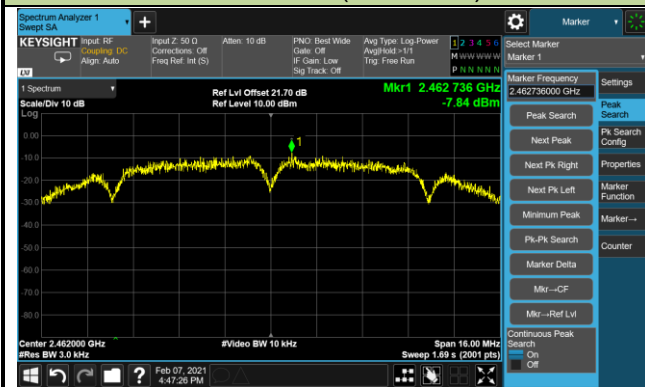 Spectrum Analyzer 1
Swept SA
Marker
KEYSIGHT
Input: RF
Coupling: DC
Align: Auto
Input Z: 50 Ω
Corrections: Off
Freq Ref: Int (S)
Atten: 10 dB
PNO: Best Wide
Gate: Off
IF Gain: Low
Sig Track: Off
Avg Type: Log-Power
Avg|Hold:>1/1
Trig: Free Run
1 2 3 4 5 6
M W W W W W
P N N N N N
Select Marker
Marker 1
LXI
1 Spectrum
Scale/Div 10 dB
Log
Ref Lvl Offset 21.70 dB
Ref Level 10.00 dBm
Mkr1 2.462 736 GHz
-7.84 dBm
0.00
-10.0
-20.0
-30.0
-40.0
-50.0
-60.0
-70.0
-80.0
1
Center 2.462000 GHz
#Res BW 3.0 kHz
#Video BW 10 kHz
Span 16.00 MHz
Sweep 1.69 s (2001 pts)
Marker Frequency
2.462736000 GHz
Peak Search
Next Peak
Next Pk Right
Next Pk Left
Minimum Peak
Pk-Pk Search
Marker Delta
Mkr→CF
Mkr→Ref Lvl
Continuous Peak
Search
On
Off
Settings
Peak
Search
Pk Search
Config
Properties
Marker
Function
Marker→
Counter
?
Feb 07, 2021
4:47:26 PM